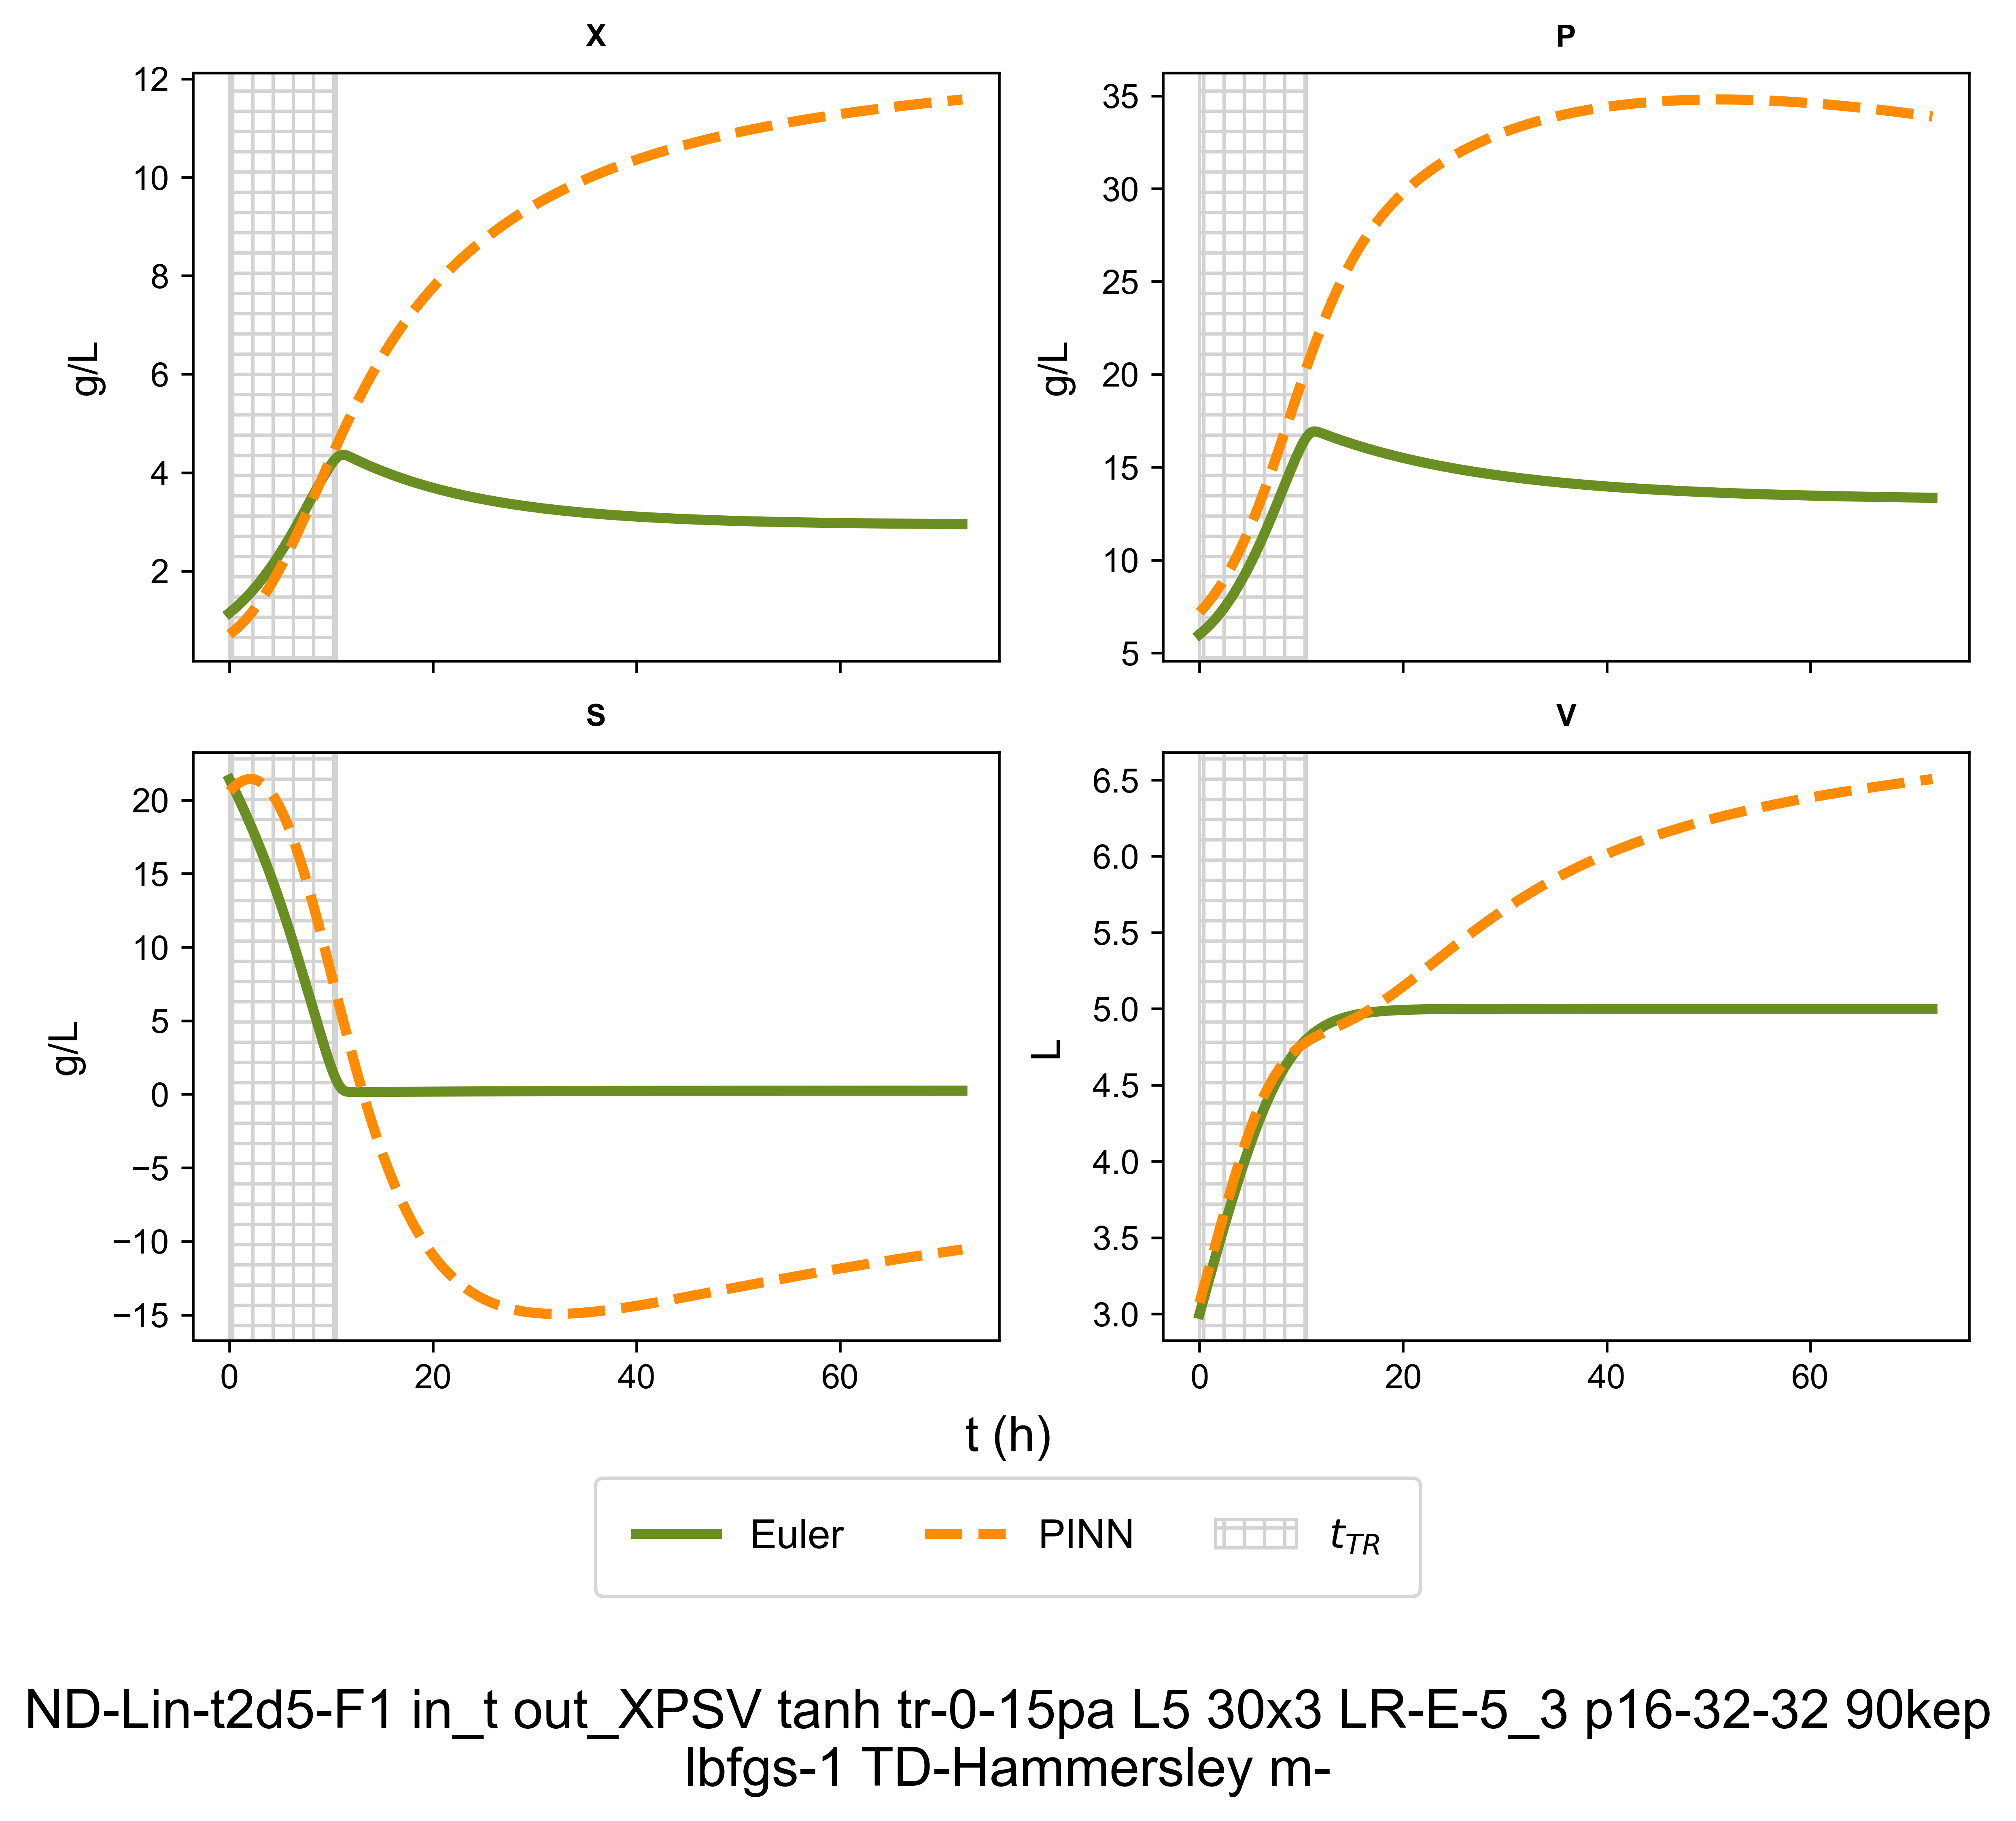 X
12
10
8
6
4
2
g/L
P
35
30
25
20
15
10
5
g/L
S
20
15
10
5
0
−5
−10
−15
g/L
0 20 40 60
V
6.5
6.0
5.5
5.0
4.5
4.0
3.5
3.0
L
0 20 40 60
t (h)
Euler PINN t_TR
ND-Lin-t2d5-F1 in_t out_XPSV tanh tr-0-15pa L5 30x3 LR-E-5_3 p16-32-32 90kep
lbfgs-1 TD-Hammersley m-